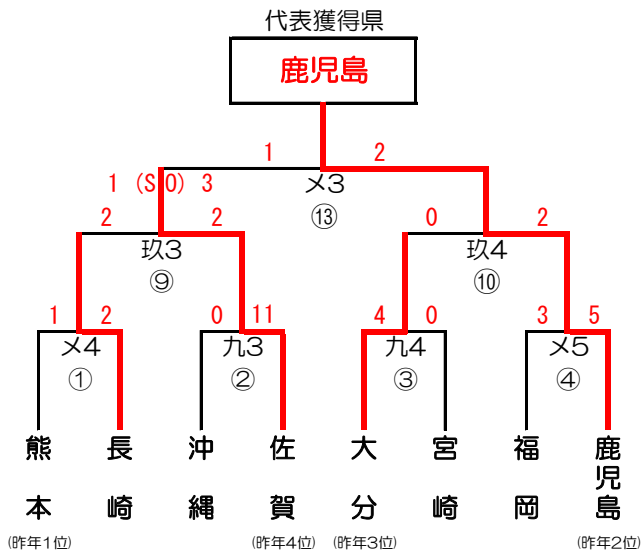 代表獲得県
鹿児島
1 2
メ3
⑬
1 (SO) 3
2 2 0 2
玖3 玖4
⑨ ⑩
1 2 0 11 4 0 3 5
メ4 九3 九4 メ5
① ② ③ ④
熊本 長崎 沖縄 佐賀 大分 宮崎 福岡 鹿児島
(昨年1位) (昨年4位) (昨年3位) (昨年2位)